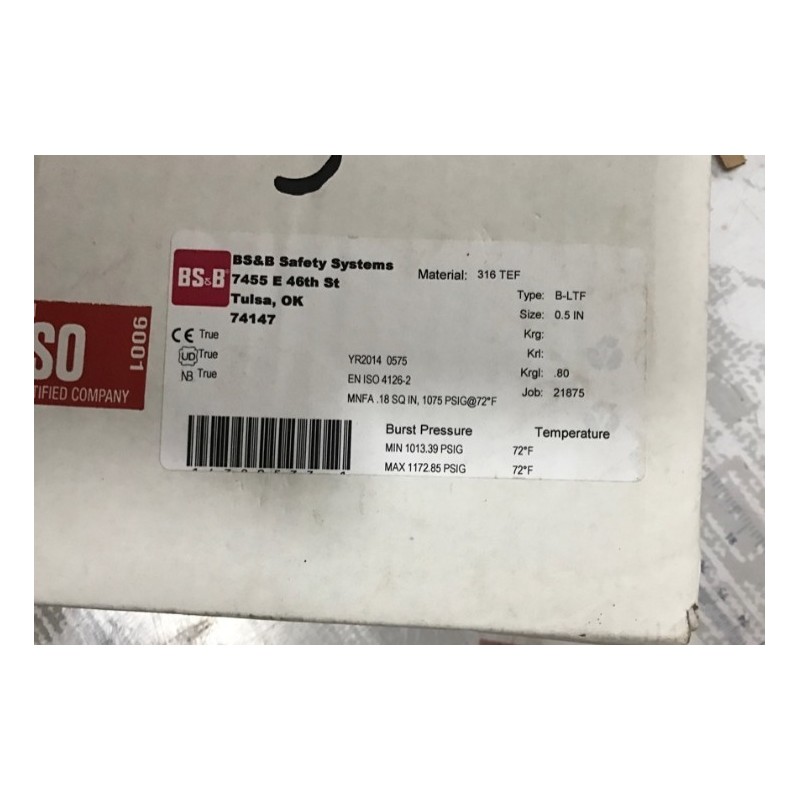 BS&B
BS&B Safety Systems
7455 E 46th St
Tulsa, OK
74147
Material: 316 TEF
Type: B-LTF
Size: 0.5 IN
Krg:
Krl:
Krgl: .80
Job: 21875
CE True
UD True
NB True
YR2014 0575
EN ISO 4126-2
MNFA .18 SQ IN, 1075 PSIG@72°F
Burst Pressure Temperature
MIN 1013.39 PSIG 72°F
MAX 1172.85 PSIG 72°F
SO
9001
TIFIED COMPANY